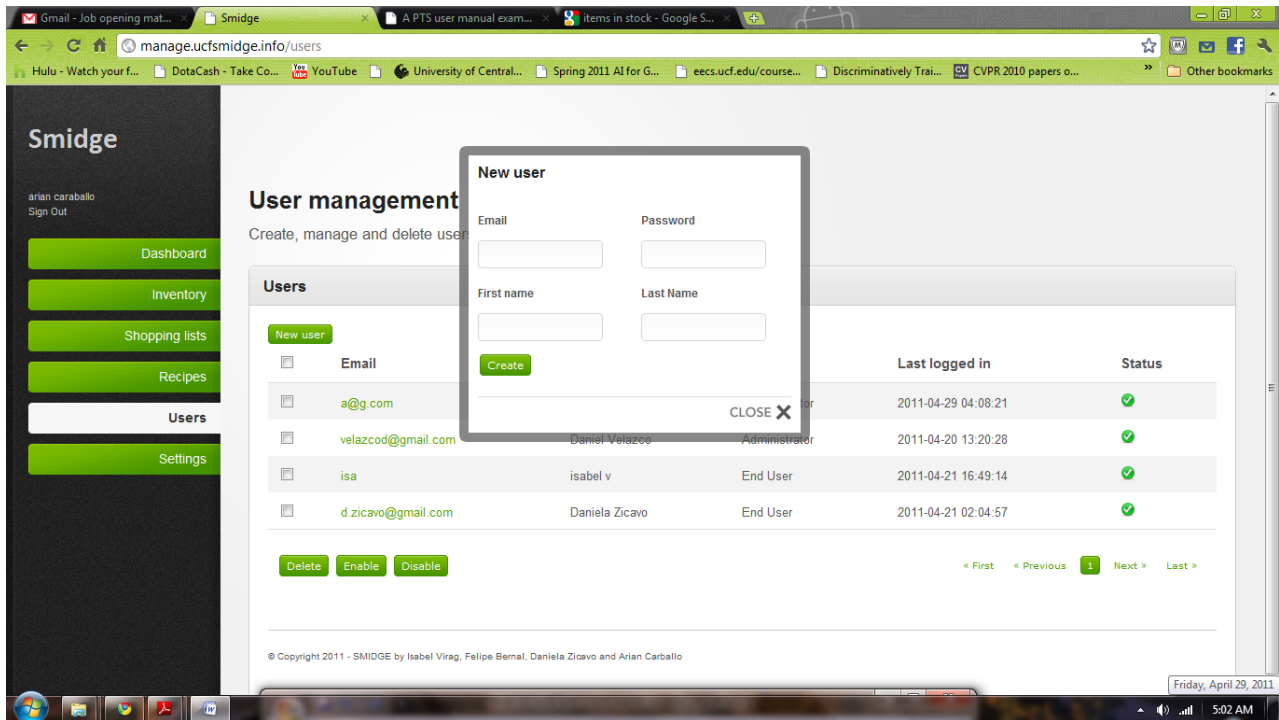 Gmail - Job opening mat...
Smidge
A PTS user manual exam...
items in stock - Google S...
manage.ucfsmidge.info/users
Hulu - Watch your f...
DotaCash - Take Co...
YouTube
University of Central...
Spring 2011 AI for G...
eecs.ucf.edu/course...
Discriminatively Trai...
CVPR 2010 papers o...
»
Other bookmarks
Smidge
arian caraballo
Sign Out
Dashboard
Inventory
Shopping lists
Recipes
Users
Settings
User management
Create, manage and delete user
Users
New user
Email
Last logged in
Status
a@g.com
tor
2011-04-29 04:08:21
velazcod@gmail.com
Daniel Velazco
Administrator
2011-04-20 13:20:28
isa
isabel v
End User
2011-04-21 16:49:14
d.zicavo@gmail.com
Daniela Zicavo
End User
2011-04-21 02:04:57
Delete
Enable
Disable
« First
« Previous
1
Next »
Last »
New user
Email
Password
First name
Last Name
Create
CLOSE
© Copyright 2011 - SMIDGE by Isabel Virag, Felipe Bernal, Daniela Zicavo and Arian Carballo
Friday, April 29, 2011
5:02 AM